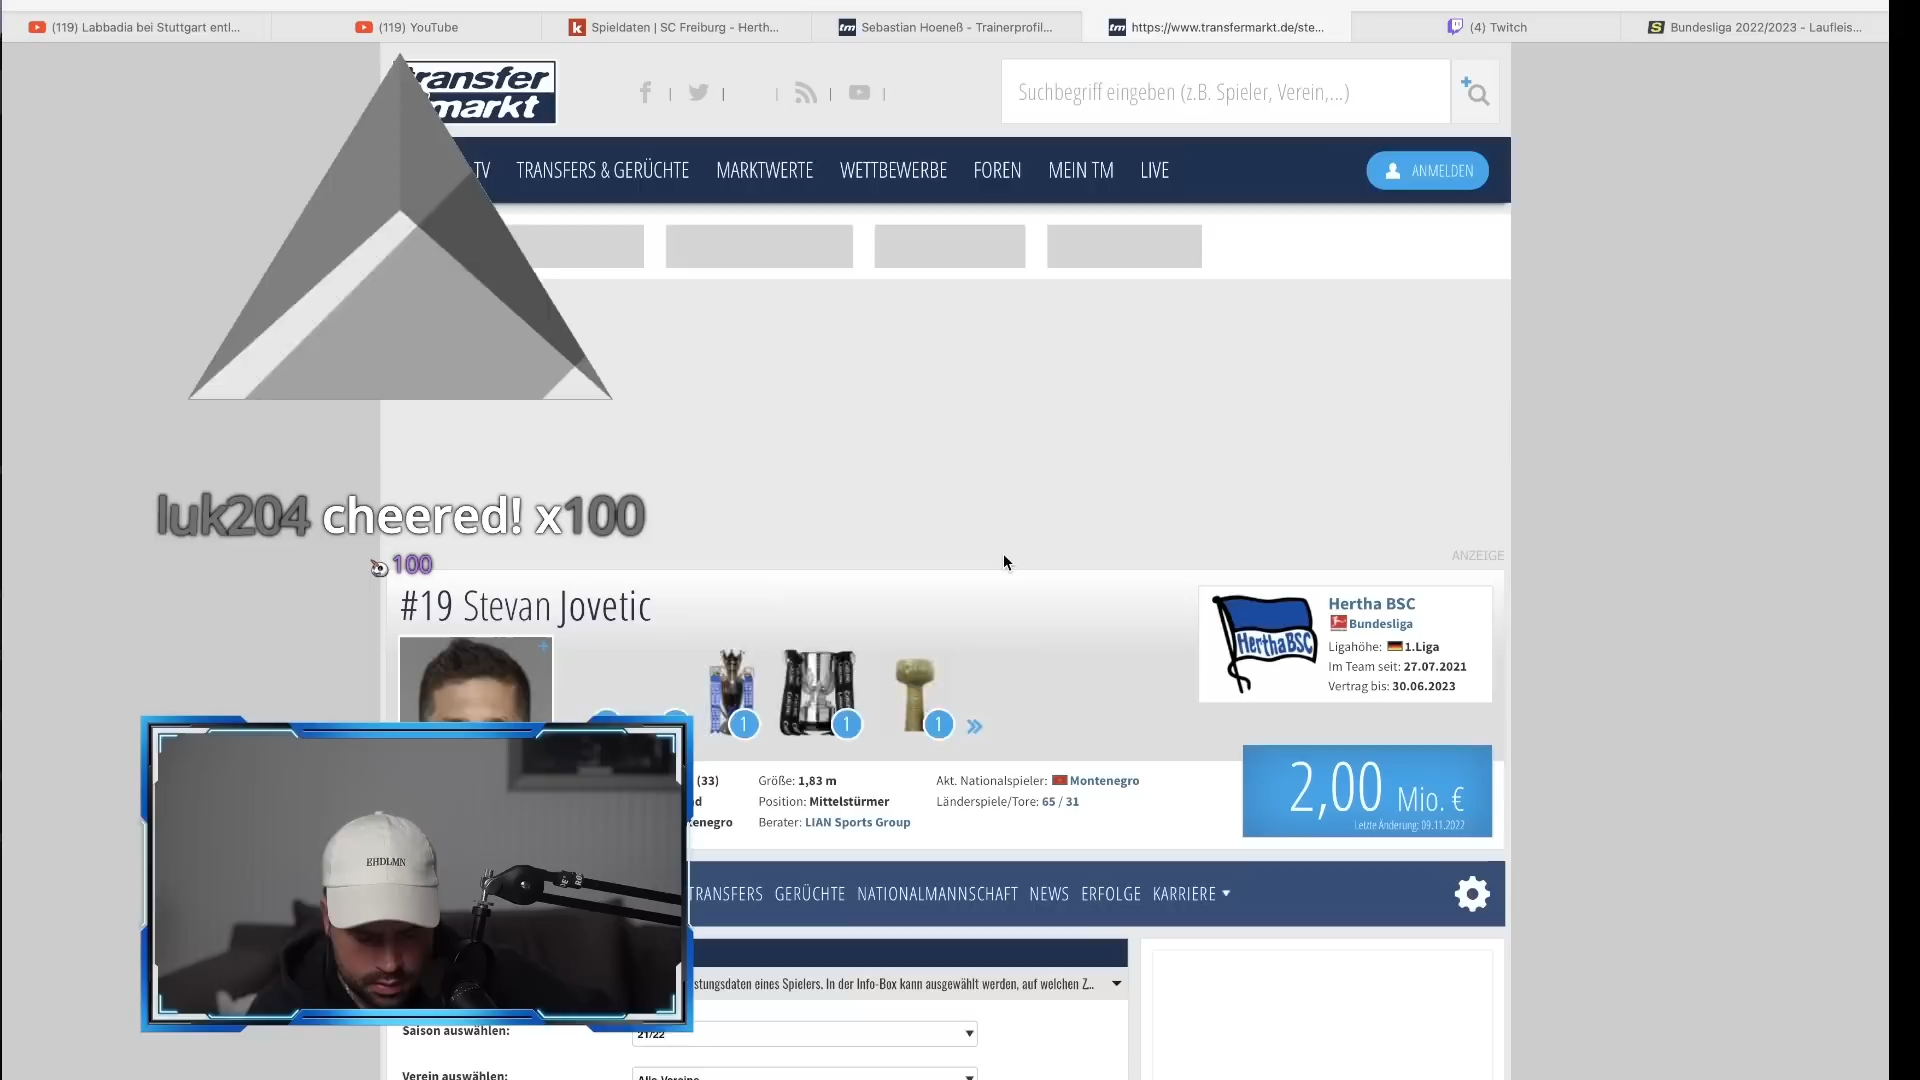 (119) Labbadia bei Stuttgart entl...
(119) YouTube
Spieldaten | SC Freiburg - Herth...
Sebastian Hoeneß - Trainerprofil...
https://www.transfermarkt.de/ste...
(4) Twitch
Bundesliga 2022/2023 - Laufleis...
transfer
markt
Suchbegriff eingeben (z.B. Spieler, Verein,...)
TV TRANSFERS & GERÜCHTE MARKTWERTE WETTBEWERBE FOREN MEIN TM LIVE
ANMELDEN
luk204 cheered! x100
100
ANZEIGE
#19 Stevan Jovetic
Hertha BSC
Bundesliga
Ligahöhe: 1.Liga
Im Team seit: 27.07.2021
Vertrag bis: 30.06.2023
HerthaBSC
1 1 1
(33)
Größe: 1,83 m
Position: Mittelstürmer
Berater: LIAN Sports Group
Akt. Nationalspieler: Montenegro
Länderspiele/Tore: 65 / 31
2,00 Mio. €
Letzte Änderung: 09.11.2022
EHDLMN
TRANSFERS GERÜCHTE NATIONALMANNSCHAFT NEWS ERFOLGE KARRIERE
stungsdaten eines Spielers. In der Info-Box kann ausgewählt werden, auf welchen Z...
Saison auswählen:
21/22
Verein auswählen:
Alle Vereine